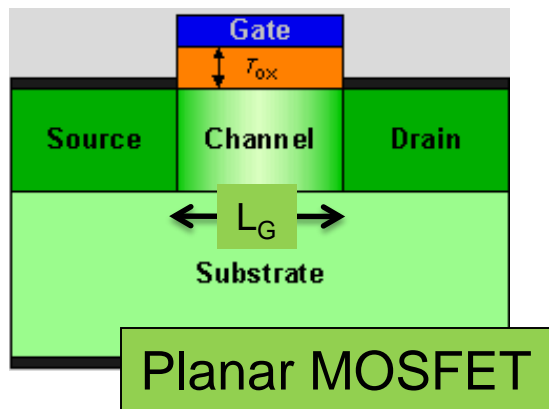 Gate
Tox
Source Channel Drain
LG
Substrate
Planar MOSFET